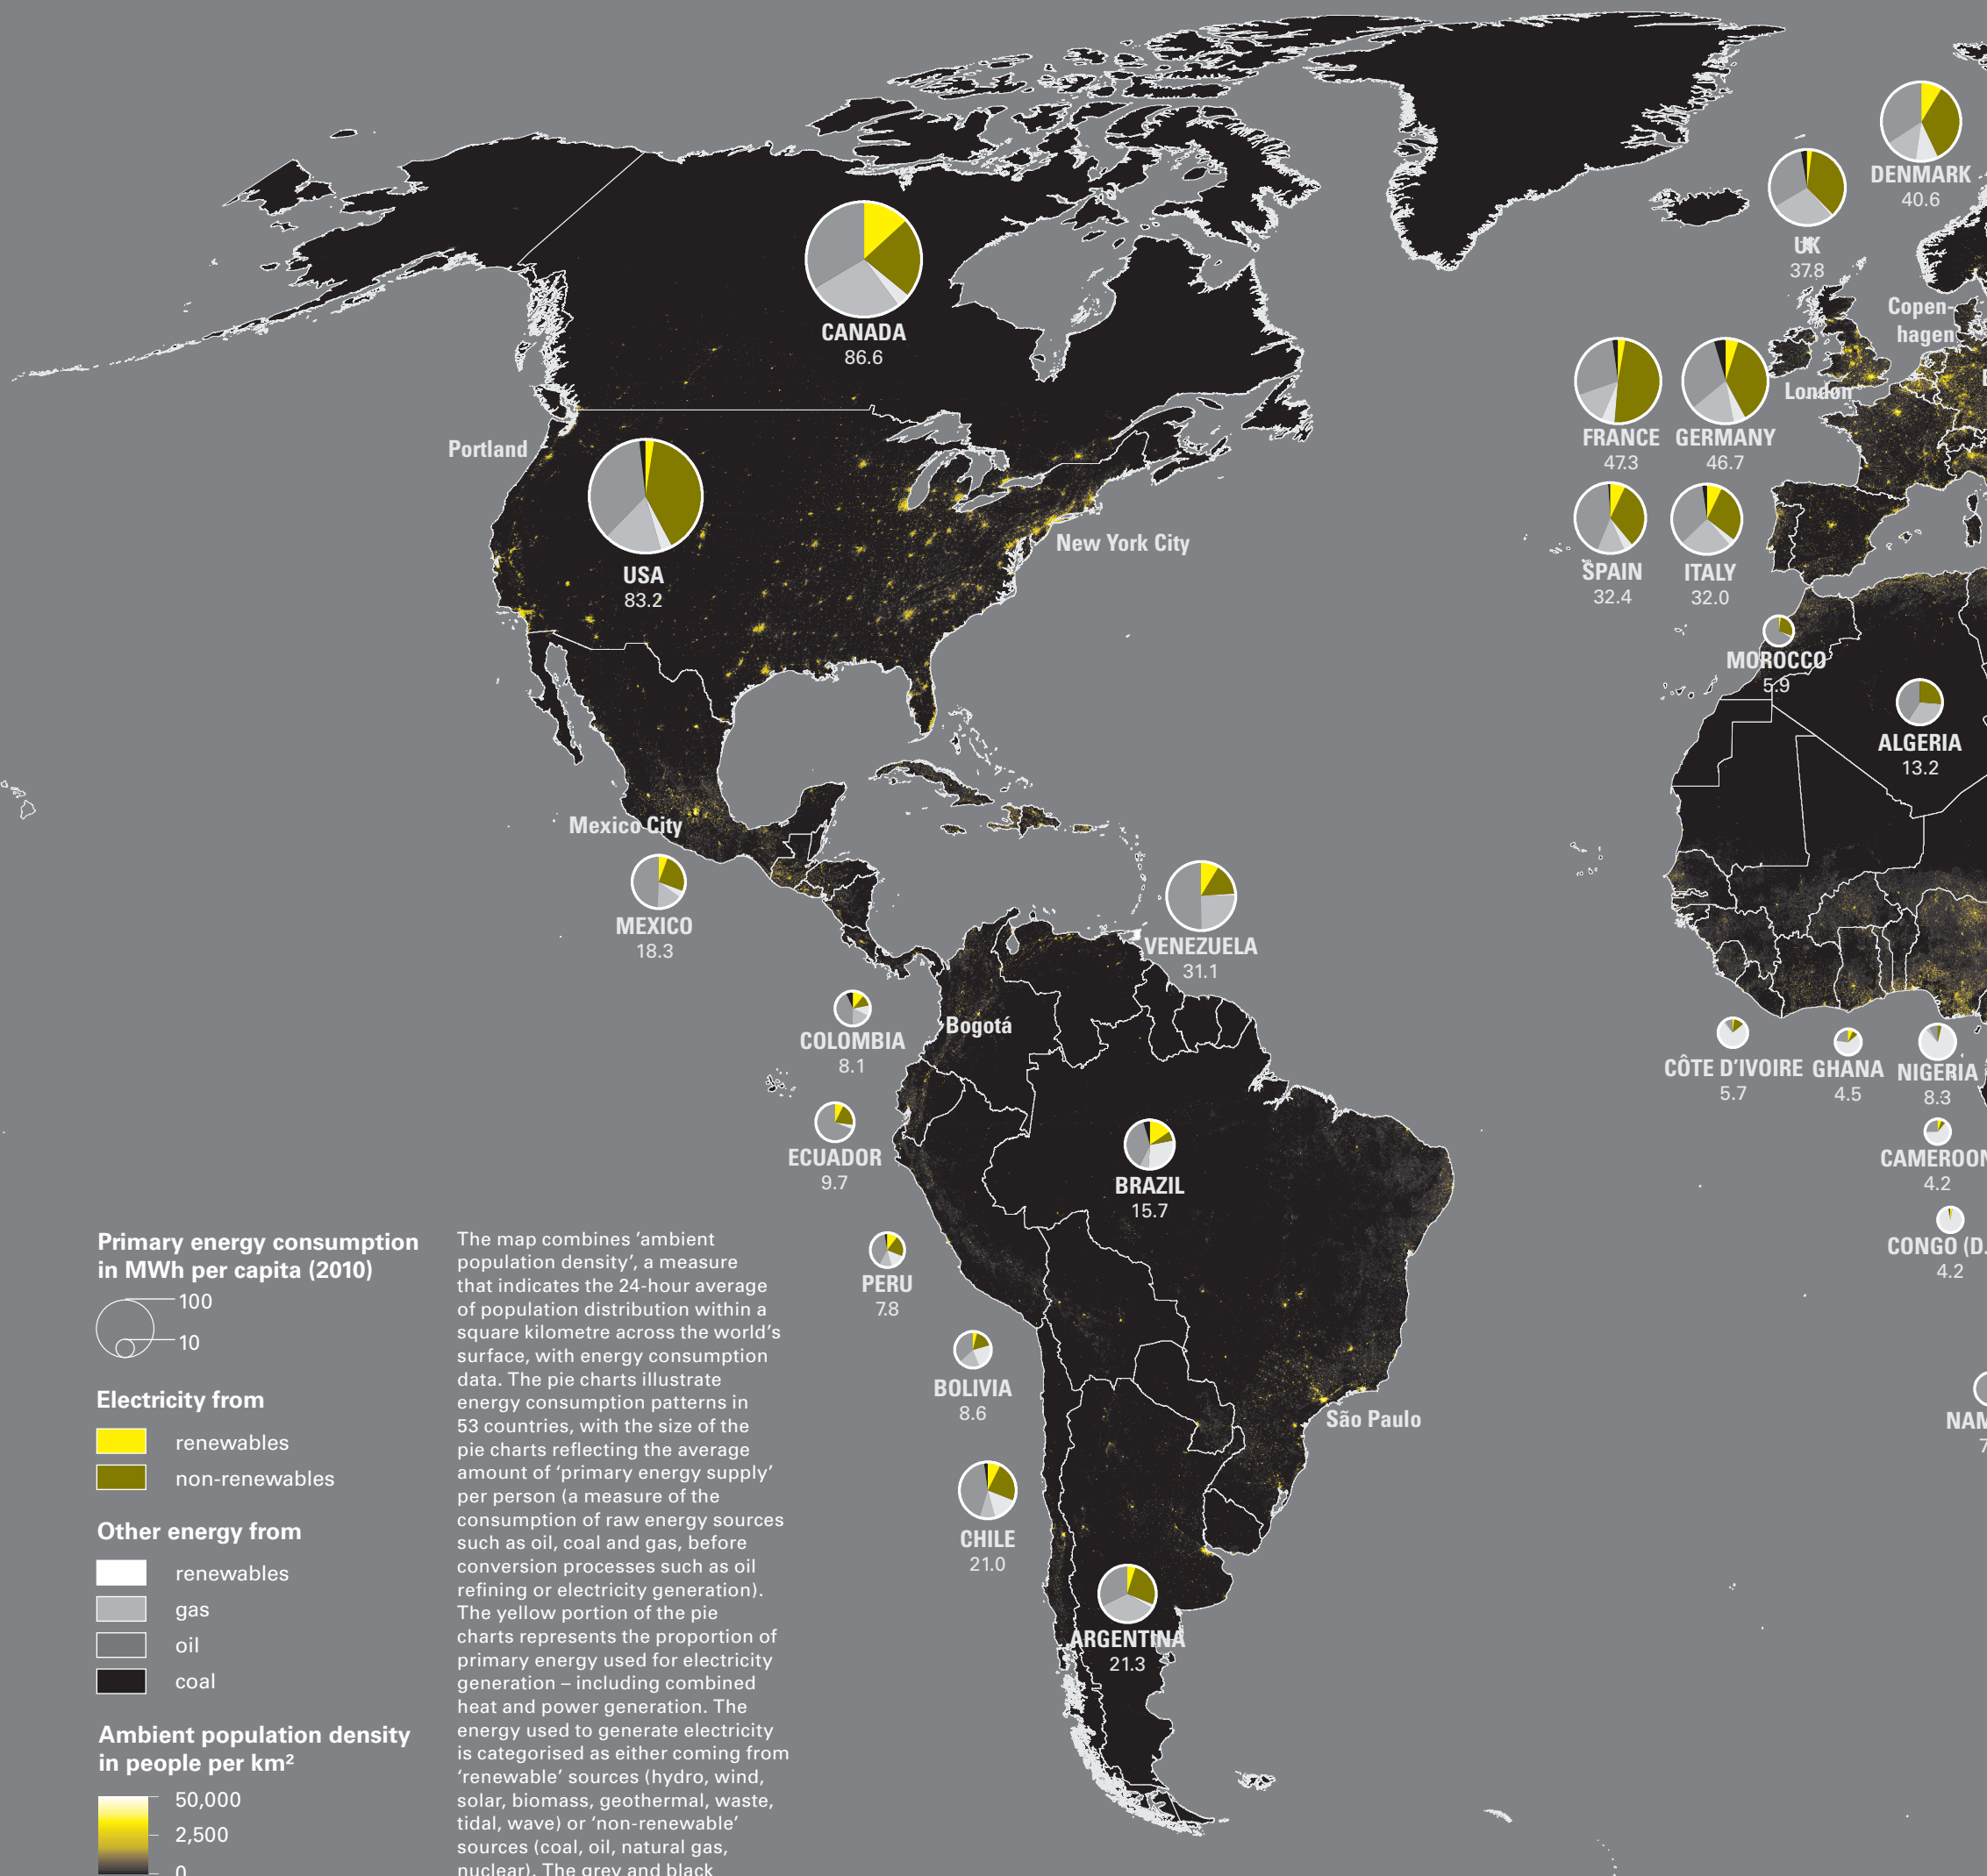 DENMARK
40.6
UK
37.8
CANADA
86.6
Copen-
hagen
London
FRANCE
47.3
GERMANY
46.7
Portland
USA
83.2
New York City
SPAIN
32.4
ITALY
32.0
MOROCCO
5.9
ALGERIA
13.2
Mexico City
MEXICO
18.3
VENEZUELA
31.1
COLOMBIA
8.1
Bogotá
CÔTE D'IVOIRE
5.7
GHANA
4.5
NIGERIA
8.3
ECUADOR
9.7
BRAZIL
15.7
CAMEROON
4.2
CONGO (D.
4.2
PERU
7.8
BOLIVIA
8.6
São Paulo
NAM
7
CHILE
21.0
ARGENTINA
21.3
Primary energy consumption
in MWh per capita (2010)
100
10
Electricity from
renewables
non-renewables
Other energy from
renewables
gas
oil
coal
Ambient population density
in people per km²
50,000
2,500
0
The map combines 'ambient
population density', a measure
that indicates the 24-hour average
of population distribution within a
square kilometre across the world's
surface, with energy consumption
data. The pie charts illustrate
energy consumption patterns in
53 countries, with the size of the
pie charts reflecting the average
amount of 'primary energy supply'
per person (a measure of the
consumption of raw energy sources
such as oil, coal and gas, before
conversion processes such as oil
refining or electricity generation).
The yellow portion of the pie
charts represents the proportion of
primary energy used for electricity
generation – including combined
heat and power generation. The
energy used to generate electricity
is categorised as either coming from
'renewable' sources (hydro, wind,
solar, biomass, geothermal, waste,
tidal, wave) or 'non-renewable'
sources (coal, oil, natural gas,
nuclear). The grey and black